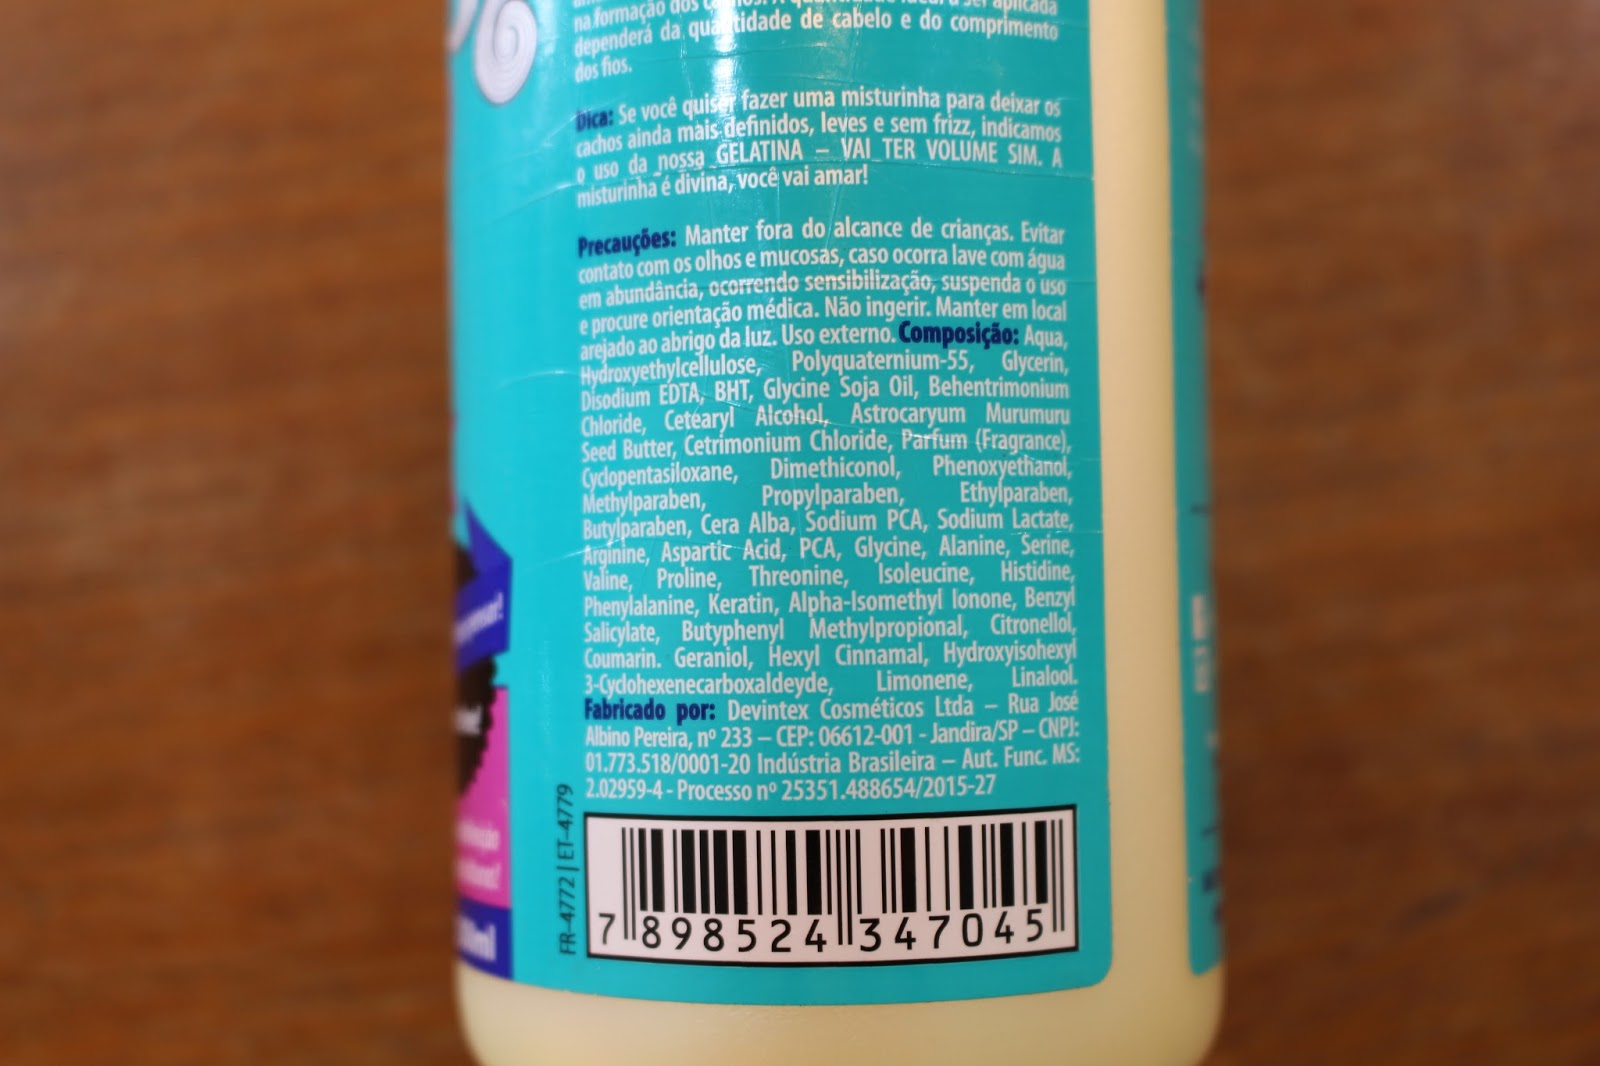 na formação dos cachos. A quantidade ideal a ser aplicada
dependerá da quantidade de cabelo e do comprimento
dos fios.
Dica: Se você quiser fazer uma misturinha para deixar os
cachos ainda mais definidos, leves e sem frizz, indicamos
o uso da nossa GELATINA – VAI TER VOLUME SIM. A
misturinha é divina, você vai amar!
Precauções: Manter fora do alcance de crianças. Evitar
contato com os olhos e mucosas, caso ocorra lave com água
em abundância, ocorrendo sensibilização, suspenda o uso
e procure orientação médica. Não ingerir. Manter em local
arejado ao abrigo da luz. Uso externo. Composição: Aqua,
Hydroxyethylcellulose, Polyquaternium-55, Glycerin,
Disodium EDTA, BHT, Glycine Soja Oil, Behentrimonium
Chloride, Cetearyl Alcohol, Astrocaryum Murumuru
Seed Butter, Cetrimonium Chloride, Parfum (Fragrance),
Cyclopentasiloxane, Dimethiconol, Phenoxyethanol,
Methylparaben, Propylparaben, Ethylparaben,
Butylparaben, Cera Alba, Sodium PCA, Sodium Lactate,
Arginine, Aspartic Acid, PCA, Glycine, Alanine, Serine,
Valine, Proline, Threonine, Isoleucine, Histidine,
Phenylalanine, Keratin, Alpha-Isomethyl Ionone, Benzyl
Salicylate, Butyphenyl Methylpropional, Citronellol,
Coumarin. Geraniol, Hexyl Cinnamal, Hydroxyisohexyl
3-Cyclohexenecarboxaldeyde, Limonene, Linalool.
Fabricado por: Devintex Cosméticos Ltda – Rua José
Albino Pereira, nº 233 – CEP: 06612-001 - Jandira/SP – CNPJ:
01.773.518/0001-20 Indústria Brasileira – Aut. Func. MS:
2.02959-4 - Processo nº 25351.488654/2015-27
FR-4772 | ET-4779
7 898524 347045